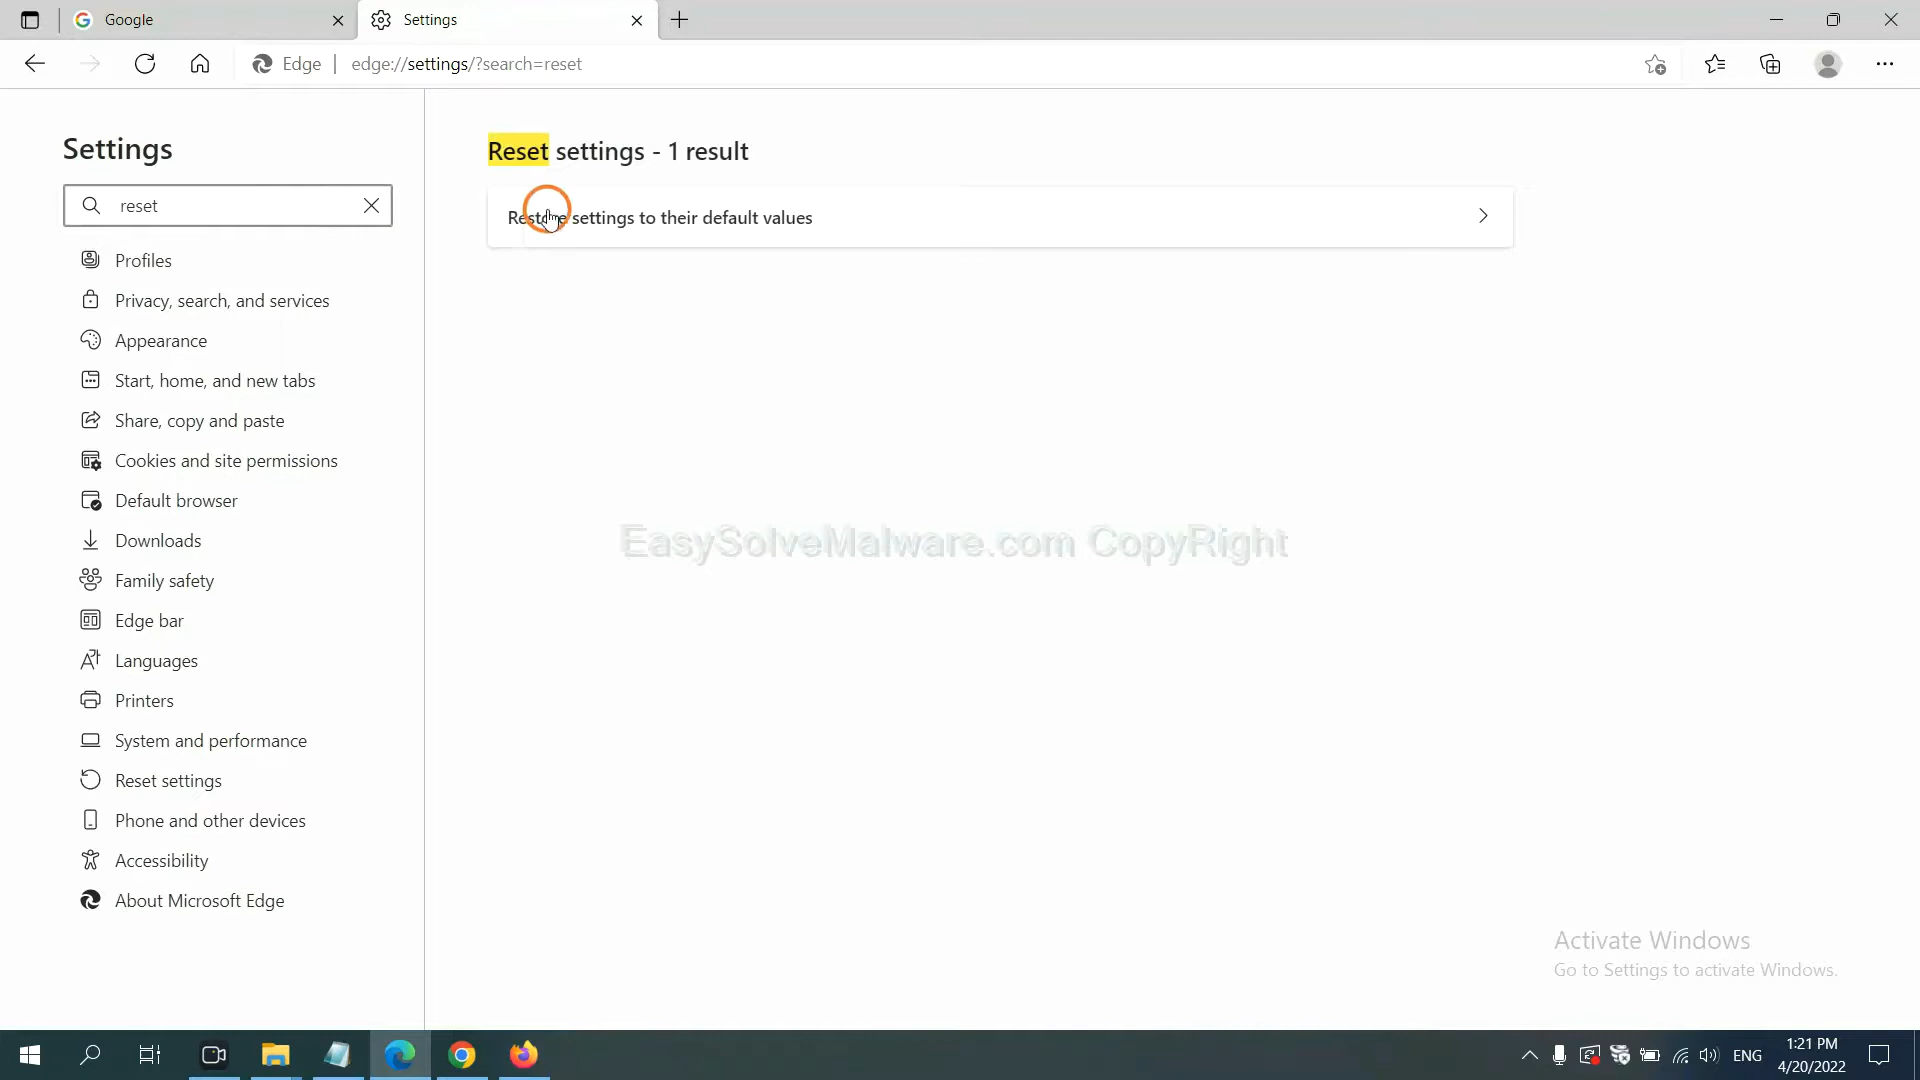 Google
Settings
Edge
edge://settings/?search=reset
Settings
reset
Profiles
Privacy, search, and services
Appearance
Start, home, and new tabs
Share, copy and paste
Cookies and site permissions
Default browser
Downloads
Family safety
Edge bar
Languages
Printers
System and performance
Reset settings
Phone and other devices
Accessibility
About Microsoft Edge
Reset settings - 1 result
Restore settings to their default values
EasySolveMalware.com CopyRight
Activate Windows
Go to Settings to activate Windows.
ENG
1:21 PM
4/20/2022